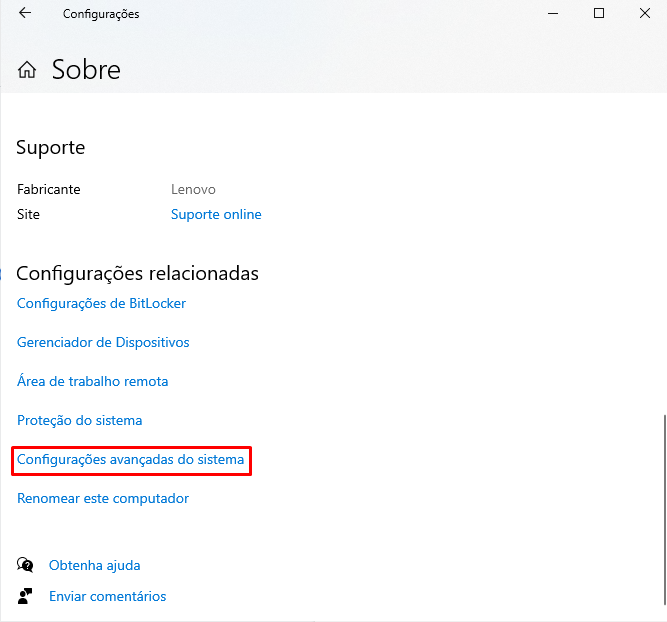 Configurações
Sobre
Suporte
Fabricante Lenovo
Site Suporte online
Configurações relacionadas
Configurações de BitLocker
Gerenciador de Dispositivos
Área de trabalho remota
Proteção do sistema
Configurações avançadas do sistema
Renomear este computador
Obtenha ajuda
Enviar comentários